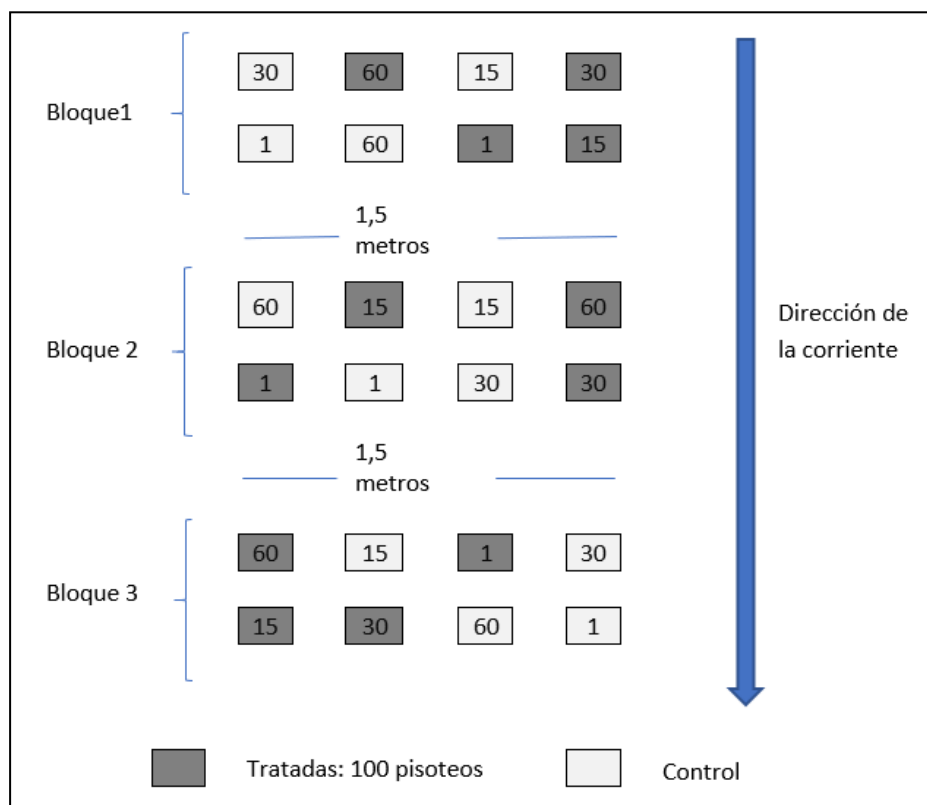 30 60 15 30
Bloque1
1 60 1 15
1,5
metros
60 15 15 60
Dirección de
la corriente
Bloque 2
1 1 30 30
1,5
metros
60 15 1 30
Bloque 3
15 30 60 1
Tratadas: 100 pisoteos
Control